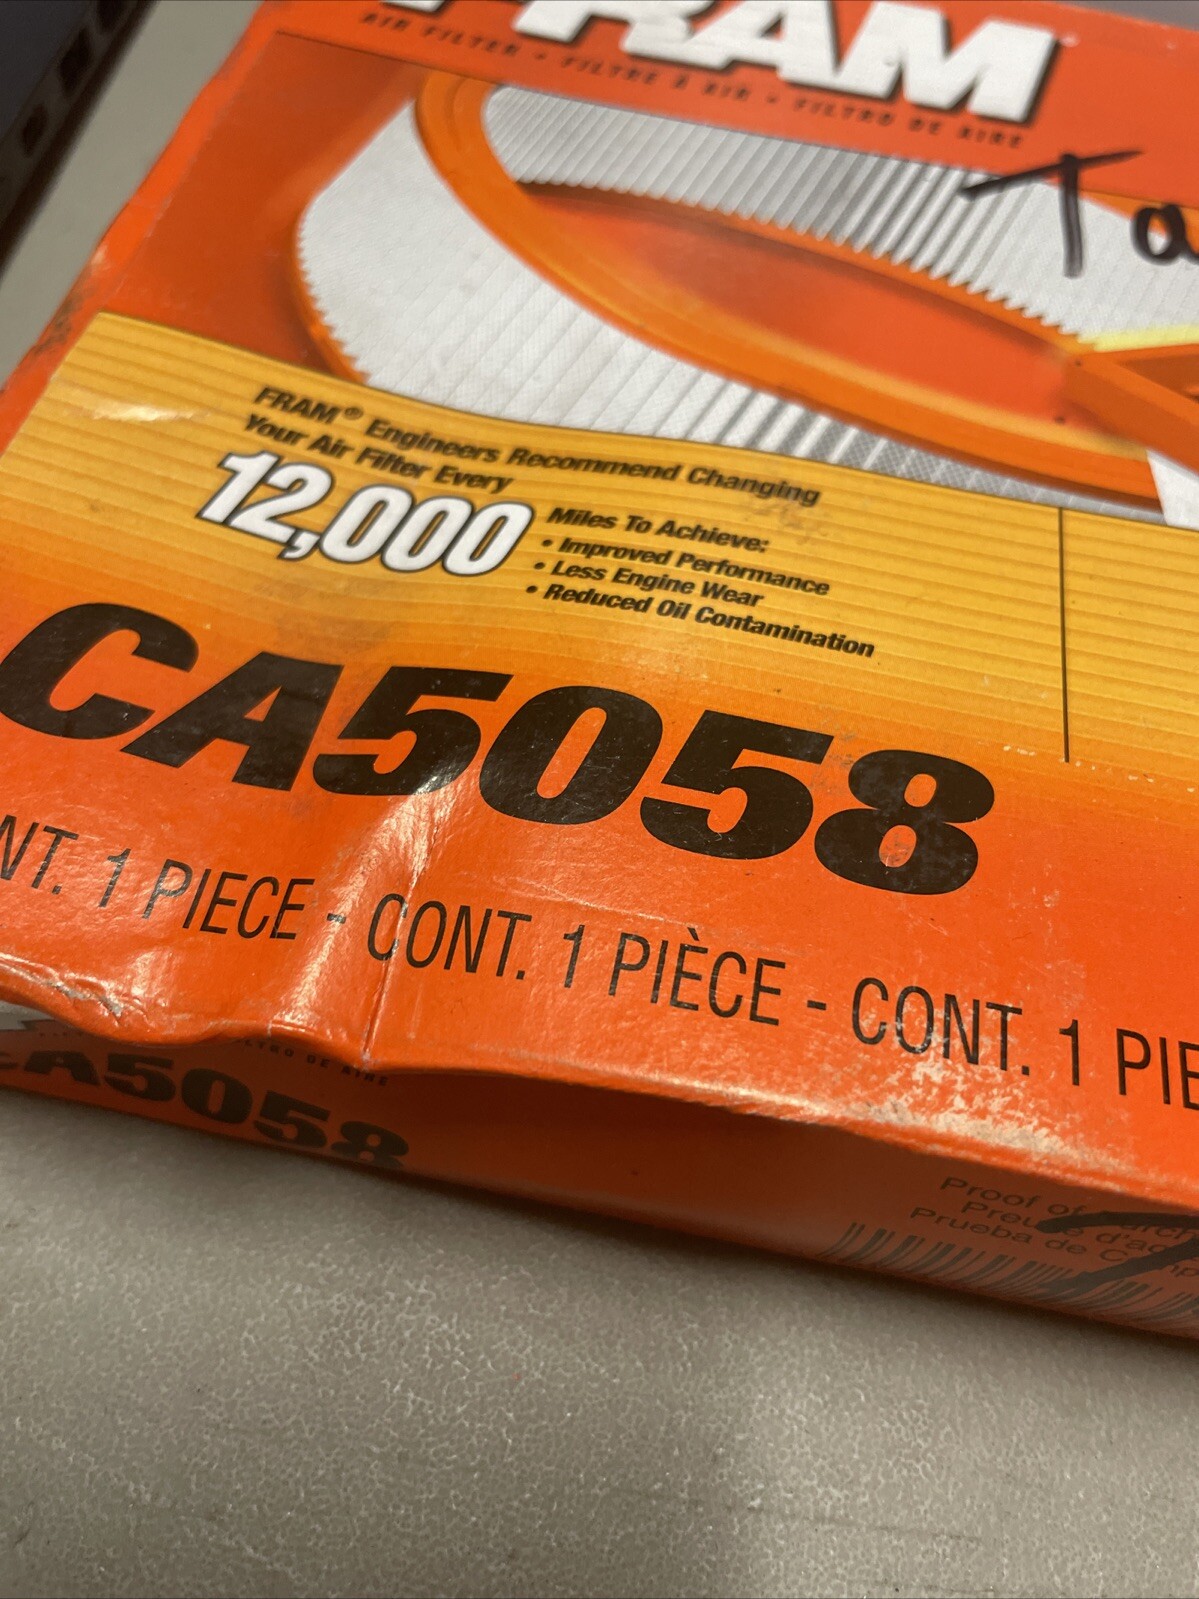 FRAM
AIR FILTER • FILTRE À AIR • FILTRO DE AIRE
Ta
FRAM® Engineers Recommend Changing
Your Air Filter Every
12,000
Miles To Achieve:
• Improved Performance
• Less Engine Wear
• Reduced Oil Contamination
CA5058
NT. 1 PIECE - CONT. 1 PIÈCE - CONT. 1 PIE
LTRO DE AIRE
CA5058
Proof of
Prueba de